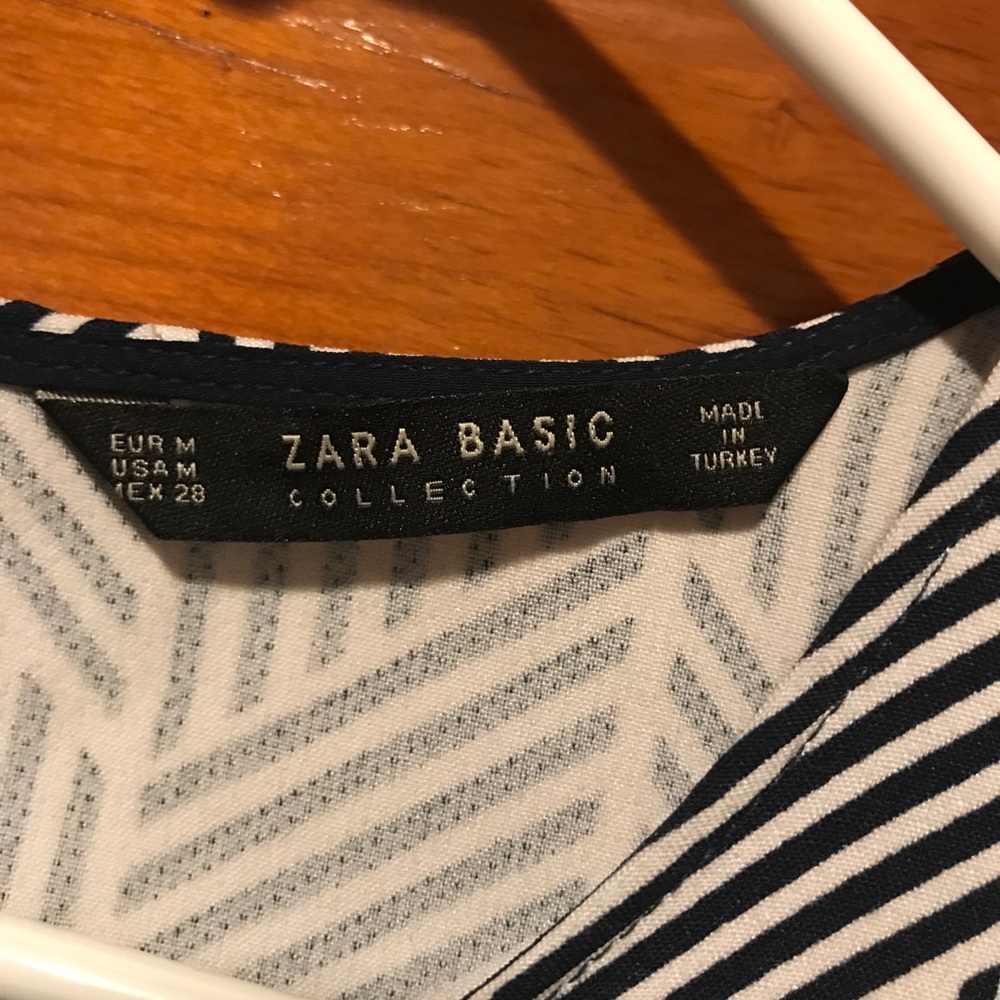 EUR M
USA M
MEX 28
ZARA BASIC
COLLECTION
MADE
IN
TURKEY